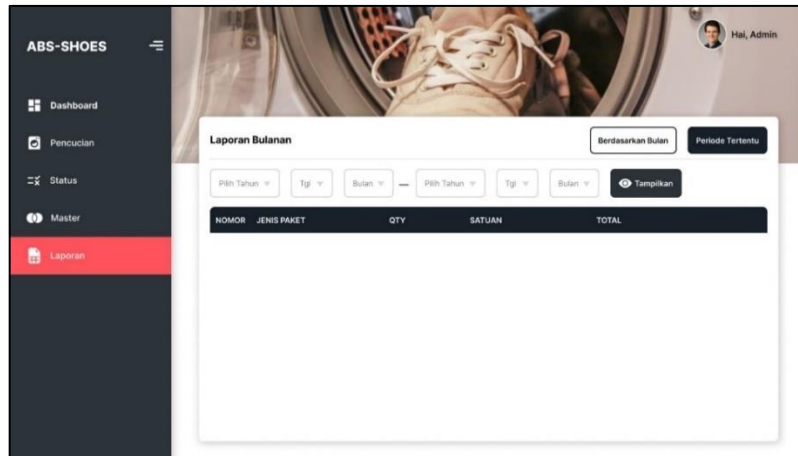 ABS-SHOES
Hai, Admin
Dashboard
Pencucian
Status
Master
Laporan
Laporan Bulanan
Berdasarkan Bulan
Periode Tertentu
Pilih Tahun Tgl Bulan — Pilih Tahun Tgl Bulan Tampilkan
NOMOR JENIS PAKET QTY SATUAN TOTAL